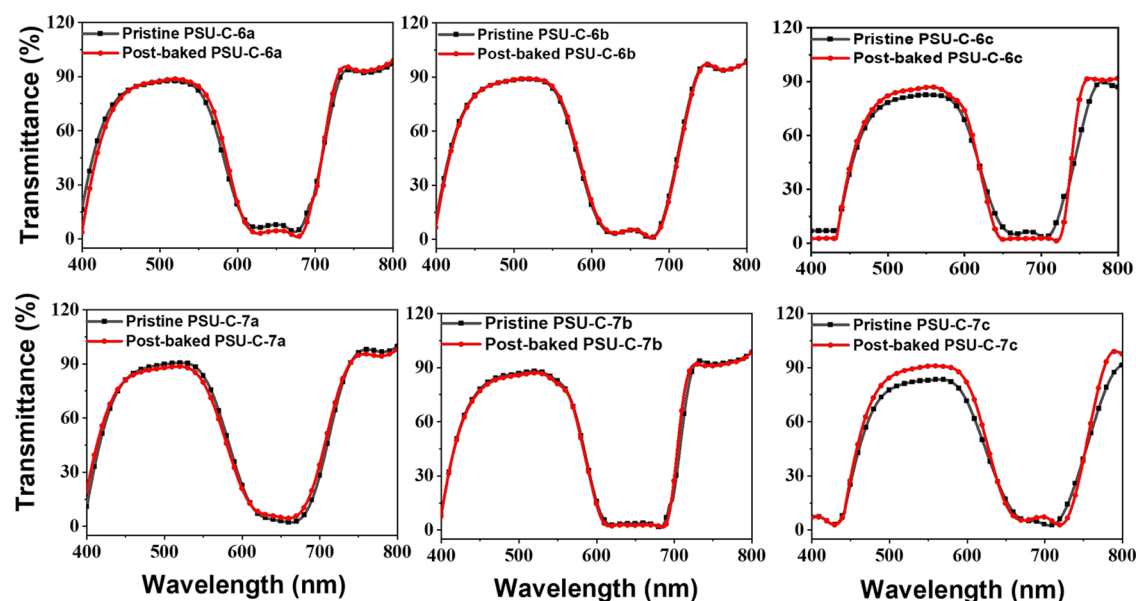 Transmittance (%)
120
90
60
30
0
Pristine PSU-C-6a
Post-baked PSU-C-6a
400 500 600 700 800
120
90
60
30
0
Pristine PSU-C-6b
Post-baked PSU-C-6b
400 500 600 700 800
120
90
60
30
0
Pristine PSU-C-6c
Post-baked PSU-C-6c
400 500 600 700 800
Transmittance (%)
120
90
60
30
0
Pristine PSU-C-7a
Post-baked PSU-C-7a
400 500 600 700 800
Wavelength (nm)
120
90
60
30
0
Pristine PSU-C-7b
Post-baked PSU-C-7b
400 500 600 700 800
Wavelength (nm)
120
90
60
30
0
Pristine PSU-C-7c
Post-baked PSU-C-7c
400 500 600 700 800
Wavelength (nm)